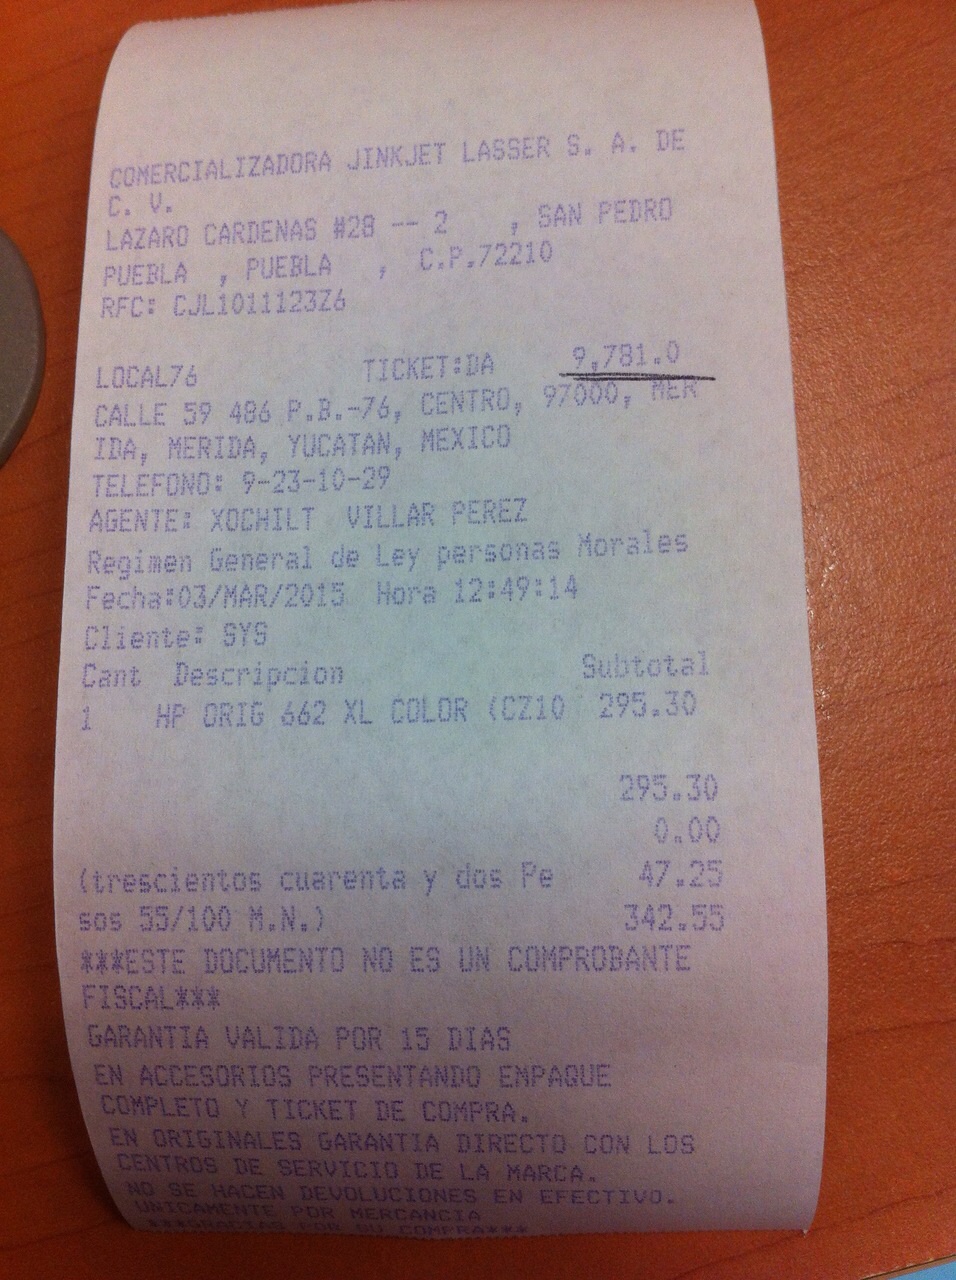 COMERCIALIZADORA JINKJET LASSER S. A. DE
C. V.
LAZARO CARDENAS #28 -- 2 , SAN PEDRO
PUEBLA , PUEBLA , C.P.72210
RFC: CJL1011123Z6
LOCAL76 TICKET:DA 9,781.0
CALLE 59 486 P.B.-76, CENTRO, 97000, MER
IDA, MERIDA, YUCATAN, MEXICO
TELEFONO: 9-23-10-29
AGENTE: XOCHILT VILLAR PEREZ
Regimen General de Ley personas Morales
Fecha:03/MAR/2015 Hora 12:49:14
Cliente: SYS
Cant Descripcion Subtotal
1 HP ORIG 662 XL COLOR (CZ10 295.30
295.30
0.00
(trescientos cuarenta y dos Pe 47.25
sos 55/100 M.N.) 342.55
***ESTE DOCUMENTO NO ES UN COMPROBANTE
FISCAL***
GARANTIA VALIDA POR 15 DIAS
EN ACCESORIOS PRESENTANDO EMPAQUE
COMPLETO Y TICKET DE COMPRA.
EN ORIGINALES GARANTIA DIRECTO CON LOS
CENTROS DE SERVICIO DE LA MARCA.
NO SE HACEN DEVOLUCIONES EN EFECTIVO.
UNICAMENTE POR MERCANCIA
***GRACIAS POR SU COMPRA***